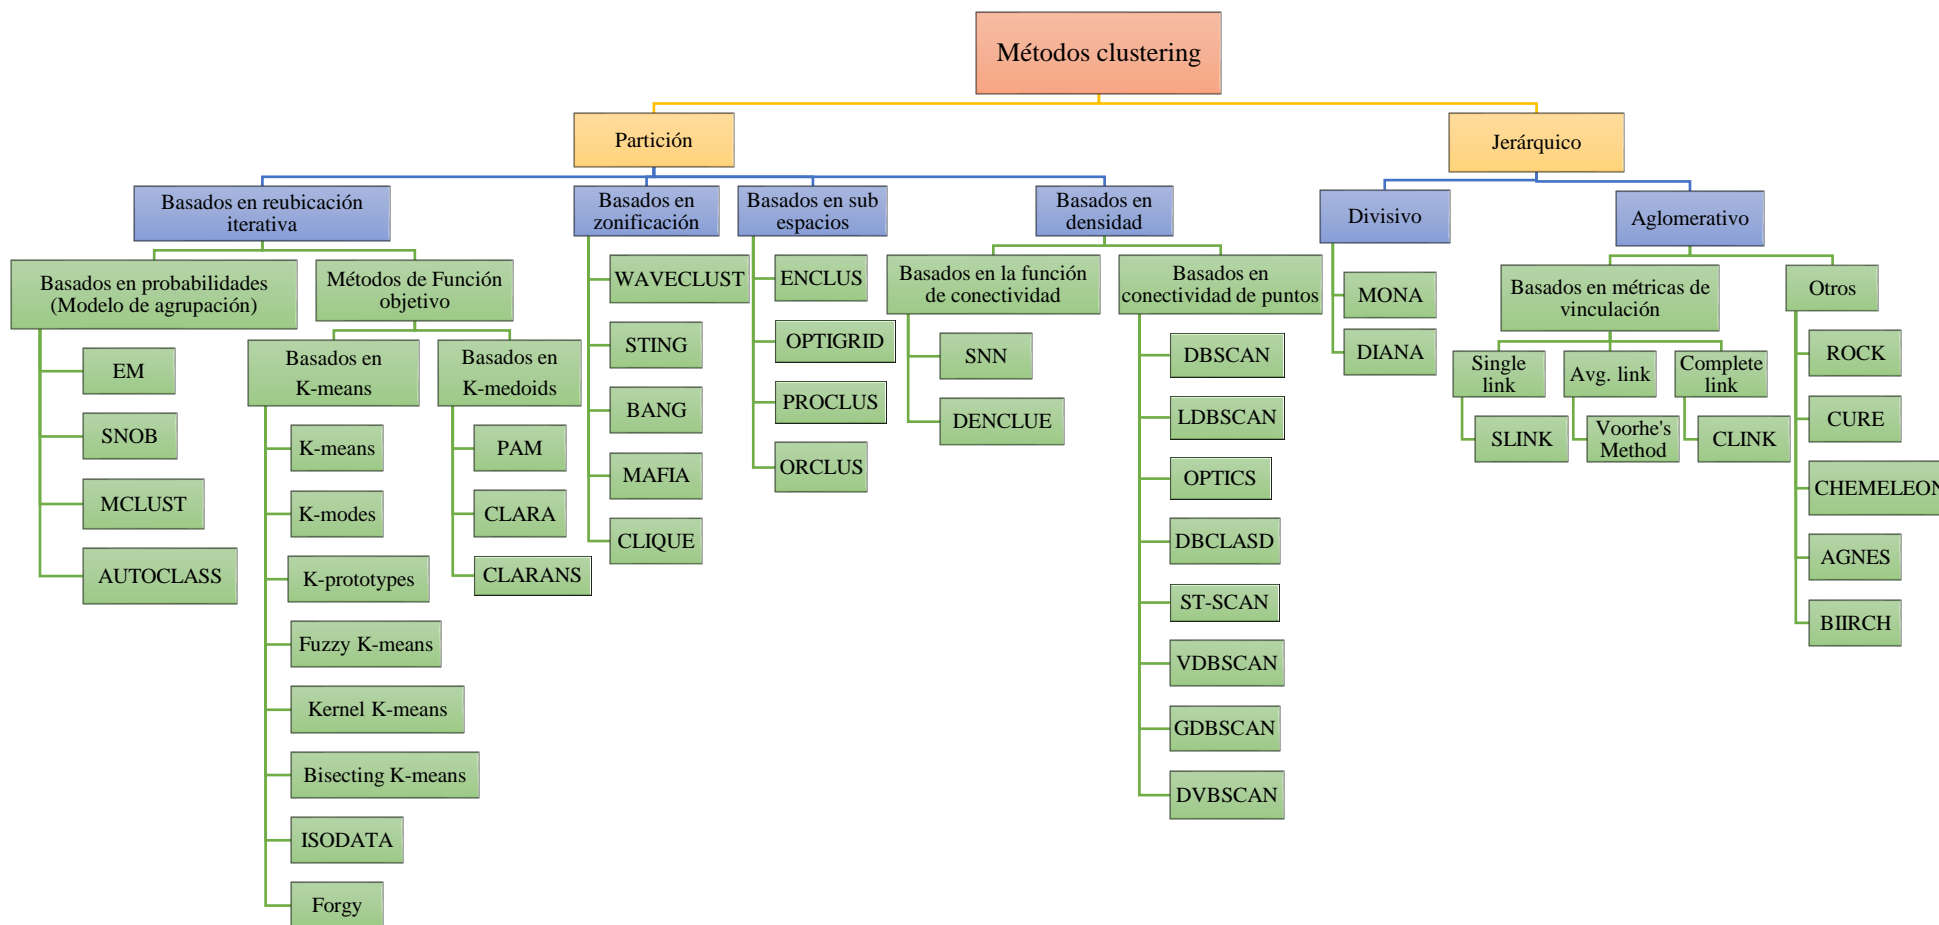 Métodos clustering
Partición
Jerárquico
Basados en reubicación
iterativa
Basados en
zonificación
Basados en sub
espacios
Basados en
densidad
Divisivo
Aglomerativo
Basados en probabilidades
(Modelo de agrupación)
Métodos de Función
objetivo
EM
SNOB
MCLUST
AUTOCLASS
Basados en
K-means
K-means
K-modes
K-prototypes
Fuzzy K-means
Kernel K-means
Bisecting K-means
ISODATA
Forgy
Basados en
K-medoids
PAM
CLARA
CLARANS
WAVECLUST
STING
BANG
MAFIA
CLIQUE
ENCLUS
OPTIGRID
PROCLUS
ORCLUS
Basados en la función
de conectividad
SNN
DENCLUE
Basados en
conectividad de puntos
DBSCAN
LDBSCAN
OPTICS
DBCLASD
ST-SCAN
VDBSCAN
GDBSCAN
DVBSCAN
MONA
DIANA
Basados en métricas de
vinculación
Single
link
SLINK
Avg. link
Voorhe's
Method
Complete
link
CLINK
Otros
ROCK
CURE
CHEMELEON
AGNES
BIIRCH